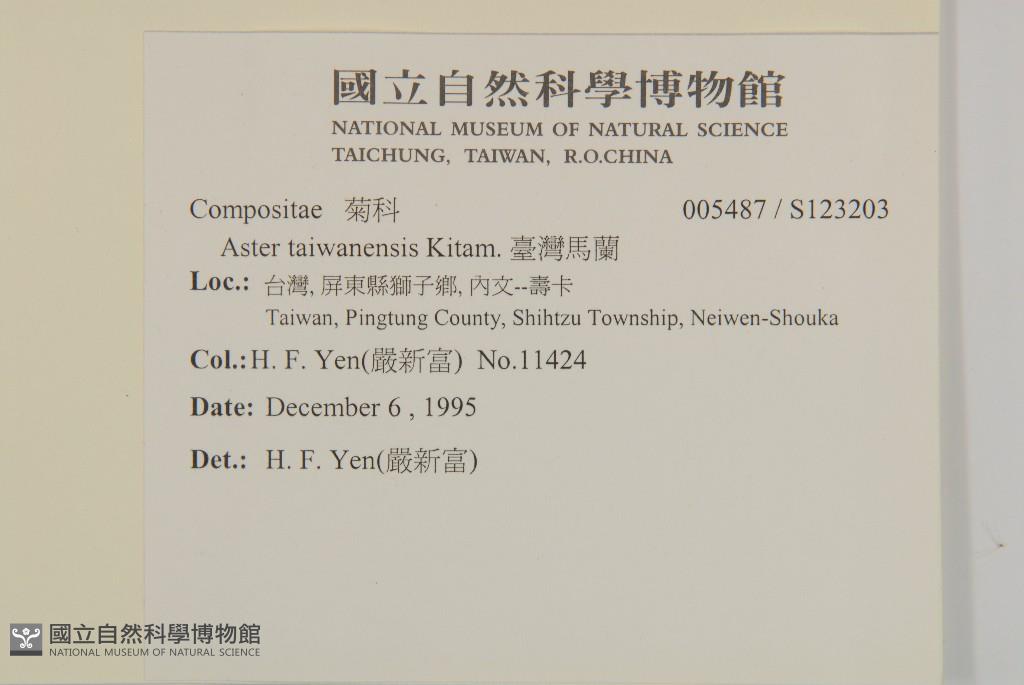 國立自然科學博物館
NATIONAL MUSEUM OF NATURAL SCIENCE
TAICHUNG, TAIWAN, R.O.CHINA
Compositae 菊科 005487 / S123203
Aster taiwanensis Kitam. 臺灣馬蘭
Loc.: 台灣, 屏東縣獅子鄉, 內文--壽卡
Taiwan, Pingtung County, Shihtzu Township, Neiwen-Shouka
Col.: H. F. Yen(嚴新富) No.11424
Date: December 6 , 1995
Det.: H. F. Yen(嚴新富)
國立自然科學博物館
NATIONAL MUSEUM OF NATURAL SCIENCE